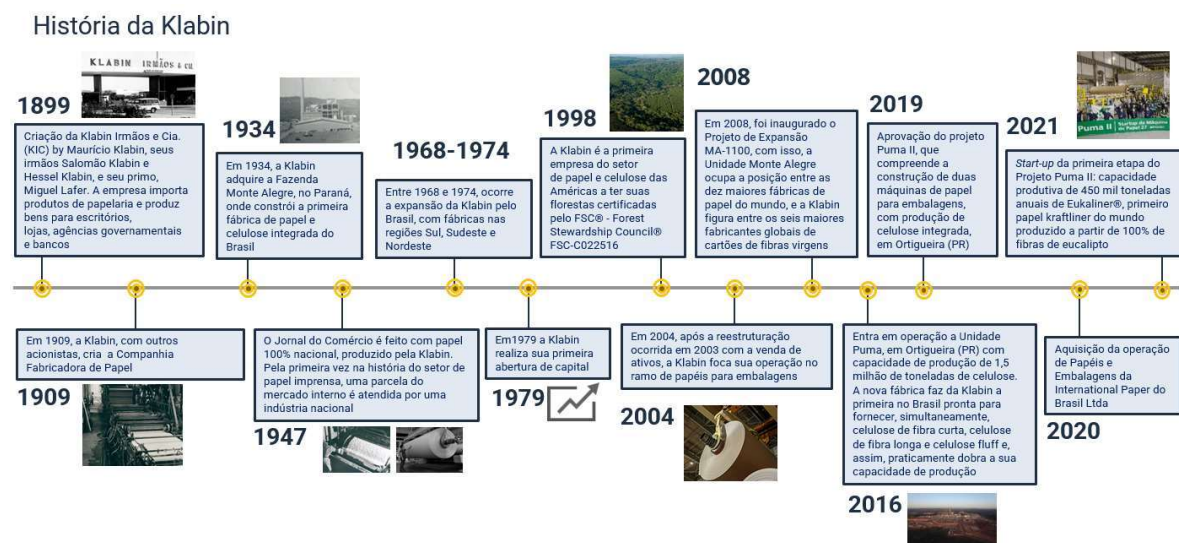 História da Klabin
KLABIN IRMÃOS & CIA.
1899
Criação da Klabin Irmãos e Cia.
(KIC) by Maurício Klabin, seus
irmãos Salomão Klabin e
Hessel Klabin, e seu primo,
Miguel Lafer. A empresa importa
produtos de papelaria e produz
bens para escritórios,
lojas, agências governamentais
e bancos
1934
Em 1934, a Klabin
adquire a Fazenda
Monte Alegre, no Paraná,
onde constrói a primeira
fábrica de papel e
celulose integrada do
Brasil
1968-1974
Entre 1968 e 1974, ocorre
a expansão da Klabin pelo
Brasil, com fábricas nas
regiões Sul, Sudeste e
Nordeste
1998
A Klabin é a primeira
empresa do setor
de papel e celulose das
Américas a ter suas
florestas certificadas
pelo FSC® - Forest
Stewardship Council®
FSC-C022516
2008
Em 2008, foi inaugurado o
Projeto de Expansão
MA-1100, com isso, a
Unidade Monte Alegre
ocupa a posição entre as
dez maiores fábricas de
papel do mundo, e a Klabin
figura entre os seis maiores
fabricantes globais de
cartões de fibras virgens
2019
Aprovação do projeto
Puma II, que
compreende a
construção de duas
máquinas de papel
para embalagens,
com produção de
celulose integrada,
em Ortigueira (PR)
2021
Puma II
Start-up da primeira etapa do
Projeto Puma II: capacidade
produtiva de 450 mil toneladas
anuais de Eukaliner®, primeiro
papel kraftliner do mundo
produzido a partir de 100% de
fibras de eucalipto
Em 1909, a Klabin, com outros
acionistas, cria a Companhia
Fabricadora de Papel
1909
O Jornal do Comércio é feito com papel
100% nacional, produzido pela Klabin.
Pela primeira vez na história do setor de
papel imprensa, uma parcela do
mercado interno é atendida por uma
indústria nacional
1947
Em1979 a Klabin
realiza sua primeira
abertura de capital
1979
Em 2004, após a reestruturação
ocorrida em 2003 com a venda de
ativos, a Klabin foca sua operação no
ramo de papéis para embalagens
2004
Entra em operação a Unidade
Puma, em Ortigueira (PR) com
capacidade de produção de 1,5
milhão de toneladas de celulose.
A nova fábrica faz da Klabin a
primeira no Brasil pronta para
fornecer, simultaneamente,
celulose de fibra curta, celulose
de fibra longa e celulose fluff e,
assim, praticamente dobra a sua
capacidade de produção
2016
Aquisição da operação
de Papéis e
Embalagens da
International Paper do
Brasil Ltda
2020